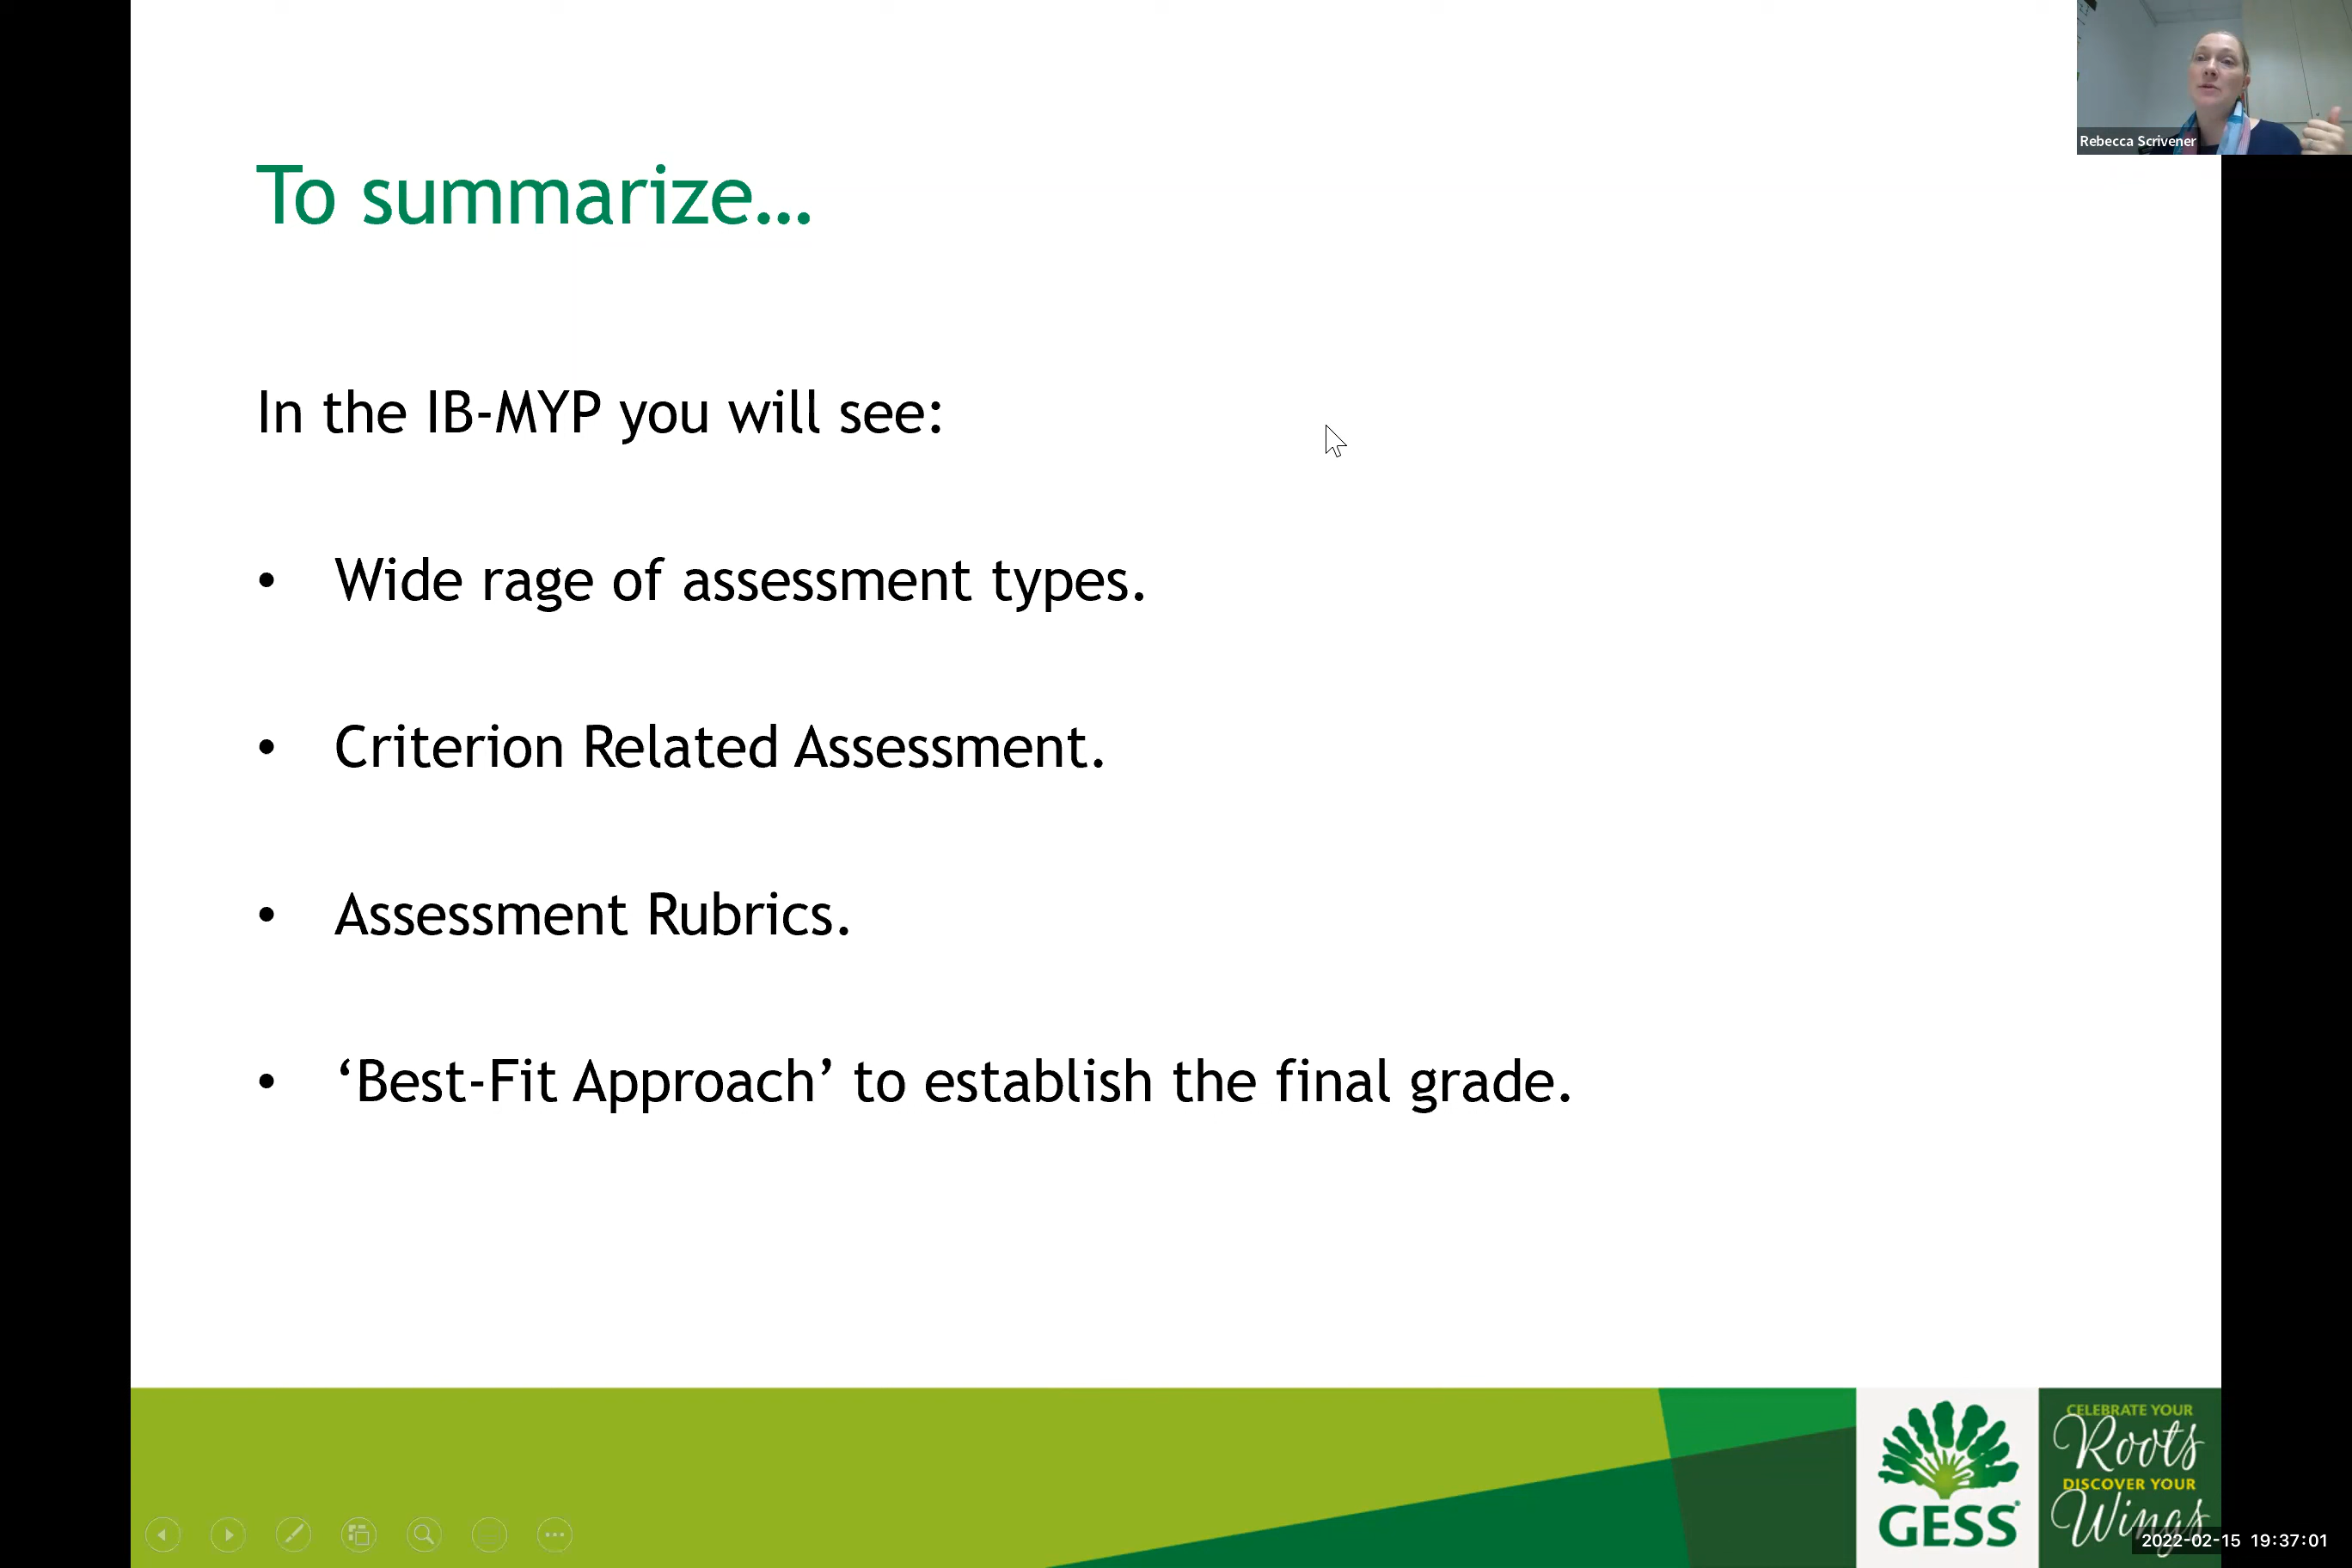 Rebecca Scrivener
To summarize...
In the IB-MYP you will see:
• Wide rage of assessment types.
• Criterion Related Assessment.
• Assessment Rubrics.
• ‘Best-Fit Approach’ to establish the final grade.
GESS
CELEBRATE YOUR
Roots
DISCOVER YOUR
Wings
2022-02-15 19:37:01